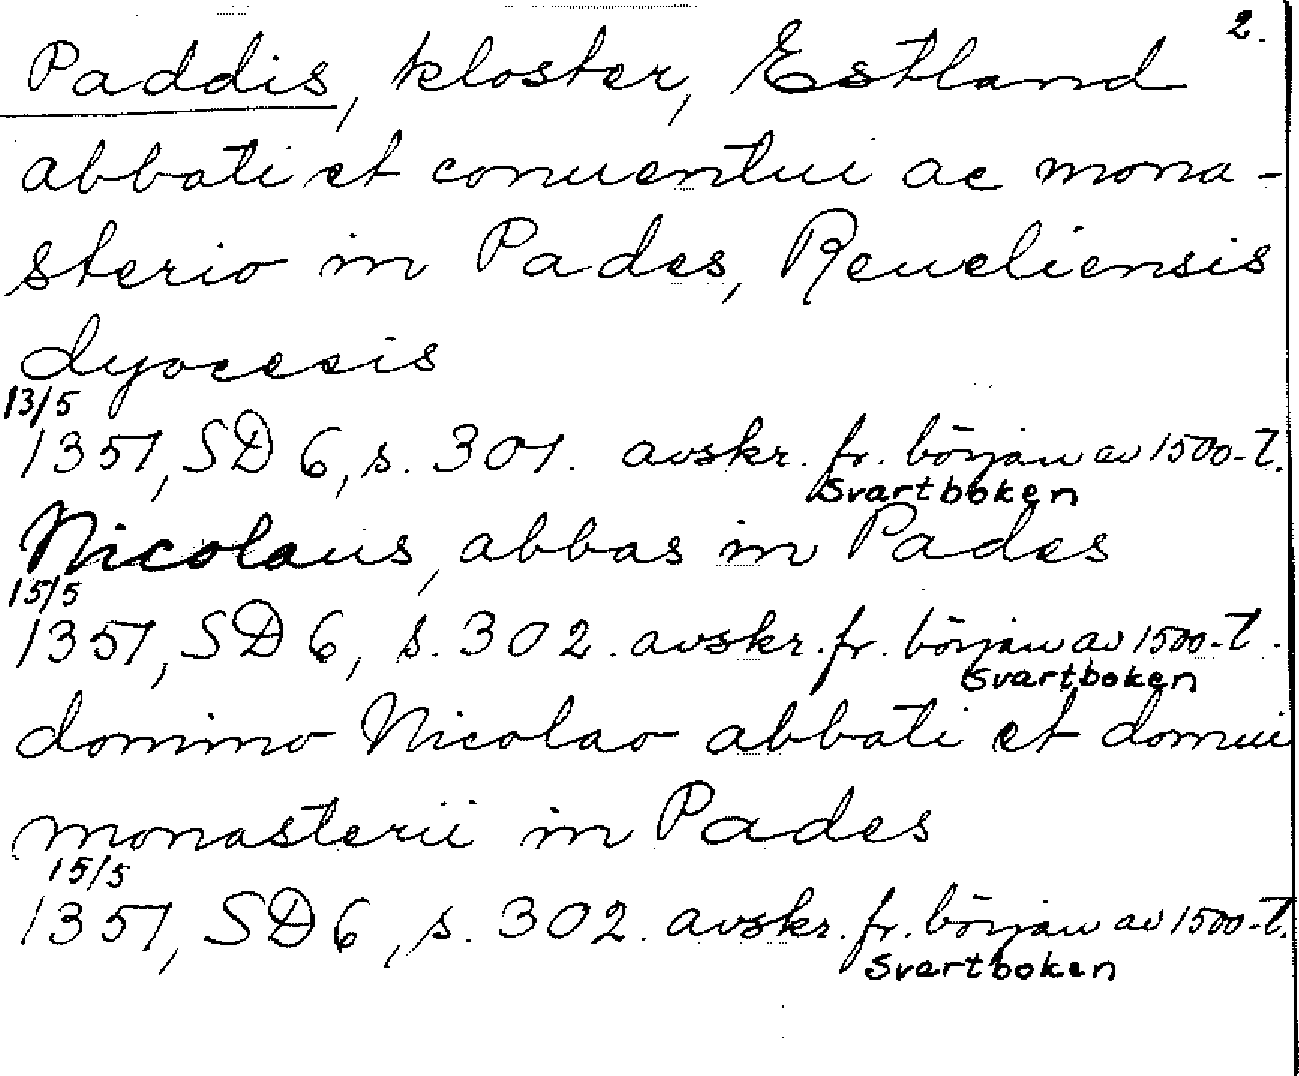 2.
Paddis, kloster, Estland
abbati et conuentui ac mona-
sterio in Pades, Reueliensis
dyocesis
13/5
1351, SD 6, s. 301. avskr. fr. början av 1500-t.
Svartboken
Nicolaus, abbas in Pades
15/5
1351, SD 6, s. 302. avskr. fr. början av 1500-t.
Svartboken
domino Nicolao abbati et domui
monasterii in Pades
15/5
1351, SD 6, s. 302. avskr. fr. början av 1500-t.
Svartboken